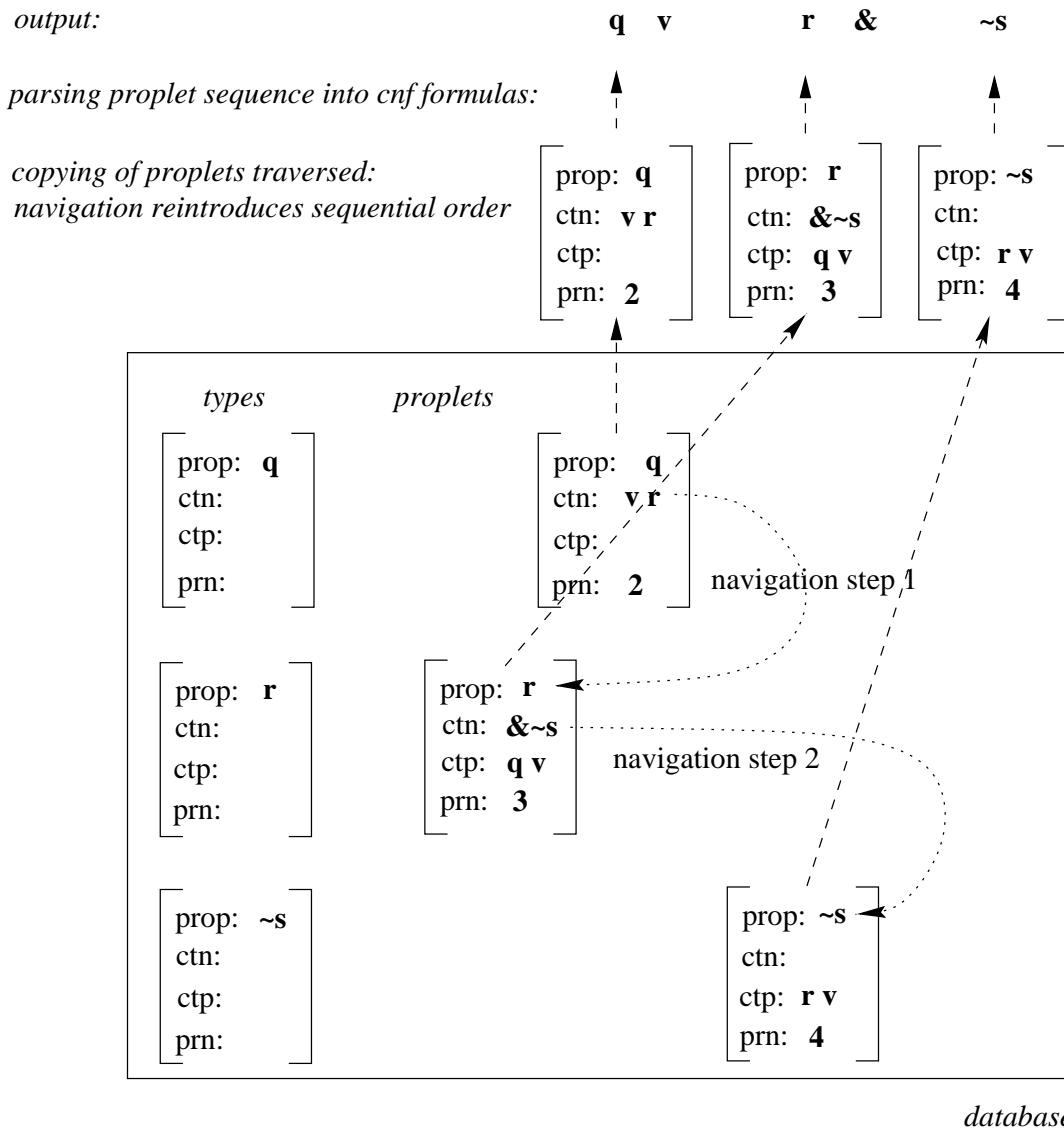 output: q v r & ~s
parsing proplet sequence into cnf formulas:
copying of proplets traversed:
navigation reintroduces sequential order
prop: q
ctn: v r
ctp:
prn: 2
prop: r
ctn: &~s
ctp: q v
prn: 3
prop: ~s
ctn:
ctp: r v
prn: 4
types proplets
prop: q
ctn:
ctp:
prn:
prop: q
ctn: v r
ctp:
prn: 2
navigation step 1
prop: r
ctn:
ctp:
prn:
prop: r
ctn: &~s
ctp: q v
prn: 3
navigation step 2
prop: ~s
ctn:
ctp:
prn:
prop: ~s
ctn:
ctp: r v
prn: 4
database